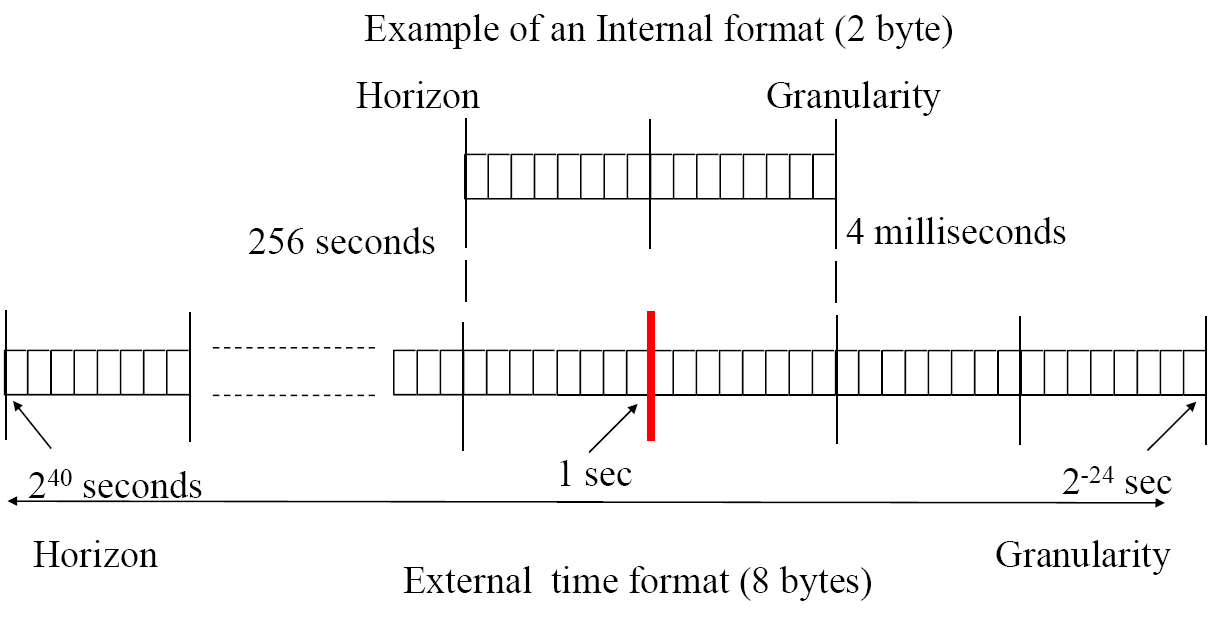 Example of an Internal format (2 byte)
Horizon Granularity
256 seconds 4 milliseconds
2⁴⁰ seconds 1 sec 2⁻²⁴ sec
Horizon Granularity
External time format (8 bytes)